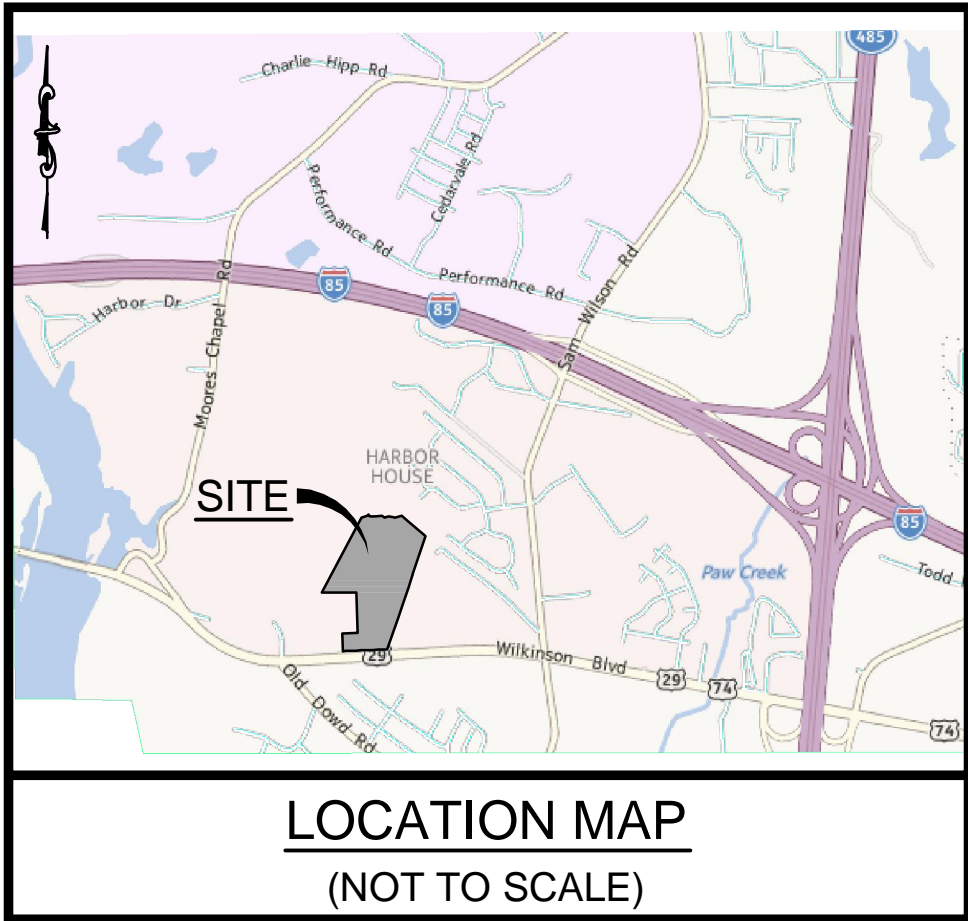 485
Charlie Hipp Rd
Cedarvale Rd
Performance Rd
Performance Rd
Sam Wilson Rd
85
85
Harbor Dr
Moores Chapel Rd
HARBOR
HOUSE
SITE
85
Paw Creek
Todd
29
Wilkinson Blvd
29
74
74
Old Dowd Rd
LOCATION MAP
(NOT TO SCALE)